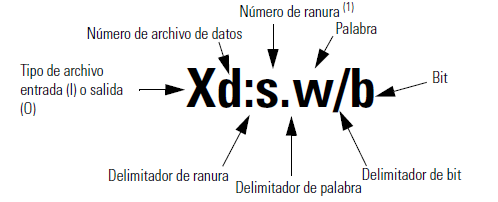 Número de ranura (1)
Número de archivo de datos
Palabra
Tipo de archivo
entrada (I) o salida
(O)
Xd:s.w/b
Bit
Delimitador de ranura
Delimitador de palabra
Delimitador de bit